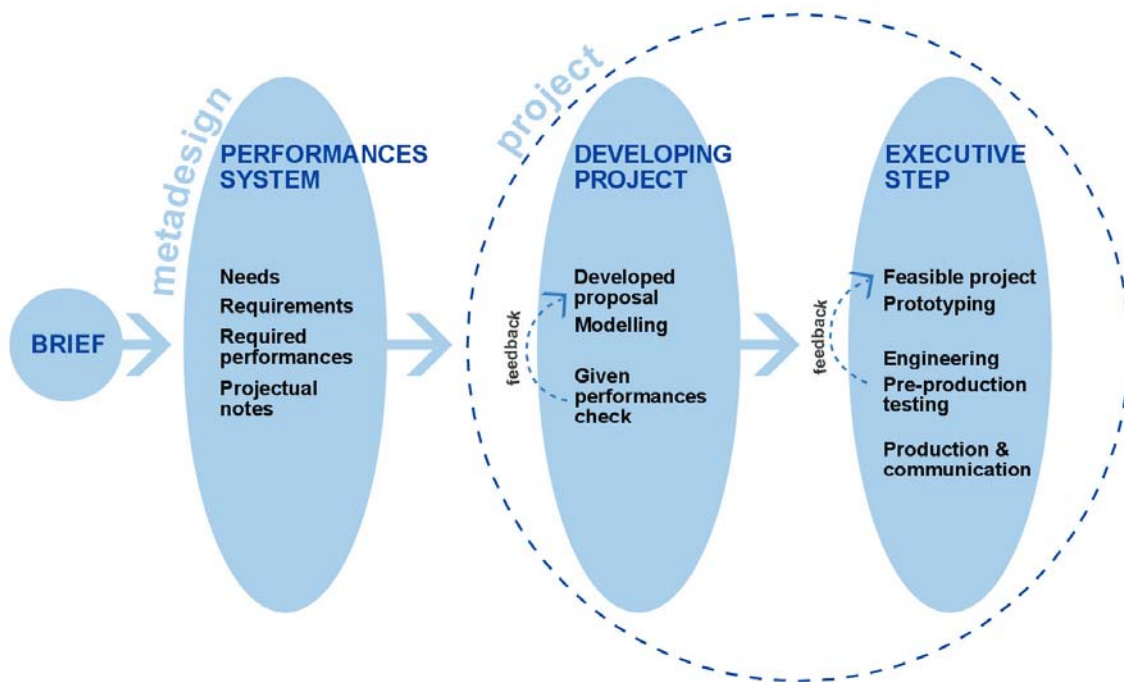 BRIEF
metadesign
PERFORMANCES
SYSTEM
Needs
Requirements
Required
performances
Projectual
notes
project
DEVELOPING
PROJECT
Developed
proposal
Modelling
Given
performances
check
feedback
EXECUTIVE
STEP
Feasible project
Prototyping
Engineering
Pre-production
testing
Production &
communication
feedback